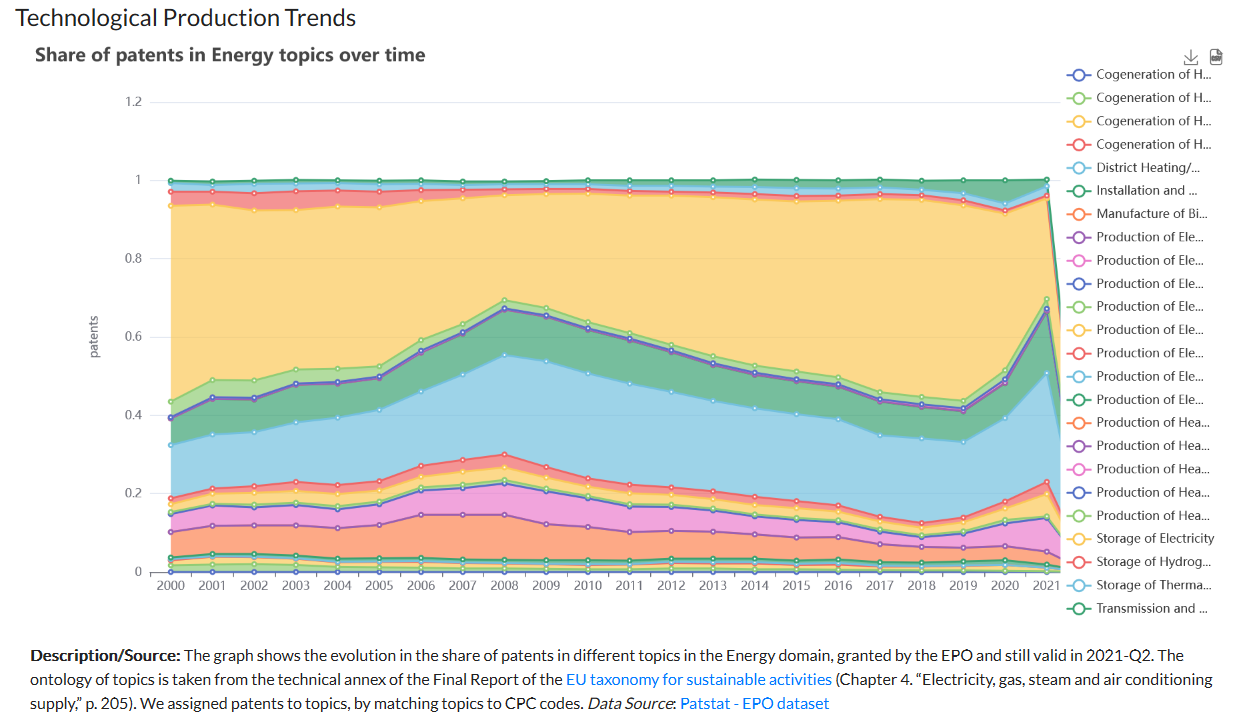 Technological Production Trends
Share of patents in Energy topics over time
patents
1.2
1
0.8
0.6
0.4
0.2
0
2000 2001 2002 2003 2004 2005 2006 2007 2008 2009 2010 2011 2012 2013 2014 2015 2016 2017 2018 2019 2020 2021
Cogeneration of H...
Cogeneration of H...
Cogeneration of H...
Cogeneration of H...
District Heating/...
Installation and ...
Manufacture of Bi...
Production of Ele...
Production of Ele...
Production of Ele...
Production of Ele...
Production of Ele...
Production of Ele...
Production of Ele...
Production of Ele...
Production of Hea...
Production of Hea...
Production of Hea...
Production of Hea...
Production of Hea...
Storage of Electricity
Storage of Hydrog...
Storage of Therma...
Transmission and ...
Description/Source: The graph shows the evolution in the share of patents in different topics in the Energy domain, granted by the EPO and still valid in 2021-Q2. The
ontology of topics is taken from the technical annex of the Final Report of the EU taxonomy for sustainable activities (Chapter 4. “Electricity, gas, steam and air conditioning
supply,” p. 205). We assigned patents to topics, by matching topics to CPC codes. Data Source: Patstat - EPO dataset